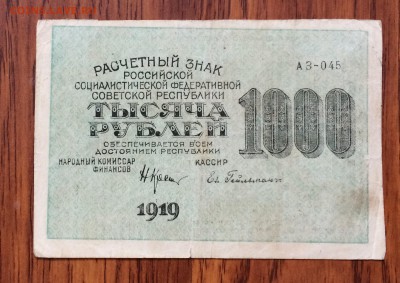 РАСЧЕТНЫЙ ЗНАК
РОССИЙСКОЙ
СОЦИАЛИСТИЧЕСКОЙ ФЕДЕРАТИВНОЙ
СОВЕТСКОЙ РЕСПУБЛИКИ
АЗ-045
ТЫСЯЧА
РУБЛЕЙ
1000
ОБЕСПЕЧИВАЕТСЯ ВСЕМ
ДОСТОЯНИЕМ РЕСПУБЛИКИ
НАРОДНЫЙ КОМИССАР
ФИНАНСОВ
КАССИР
1919